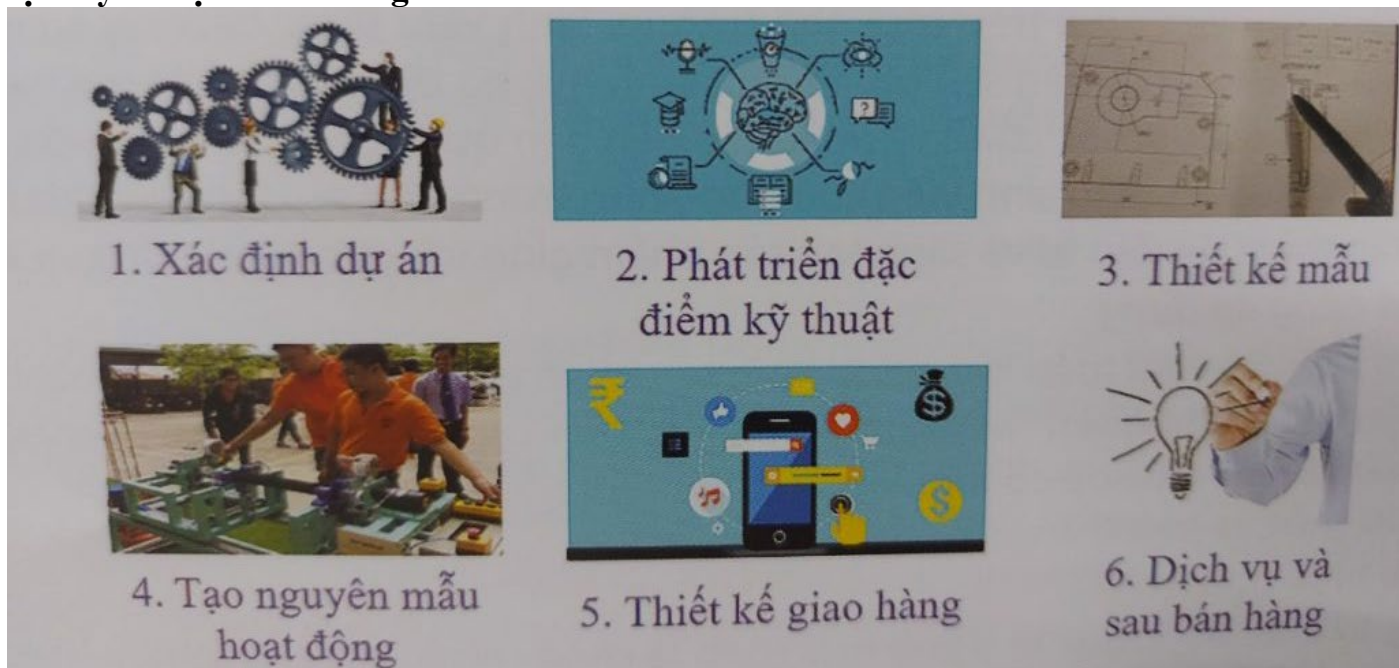 1. Xác định dự án
2. Phát triển đặc
điểm kỹ thuật
3. Thiết kế mẫu
4. Tạo nguyên mẫu
hoạt động
5. Thiết kế giao hàng
6. Dịch vụ và
sau bán hàng